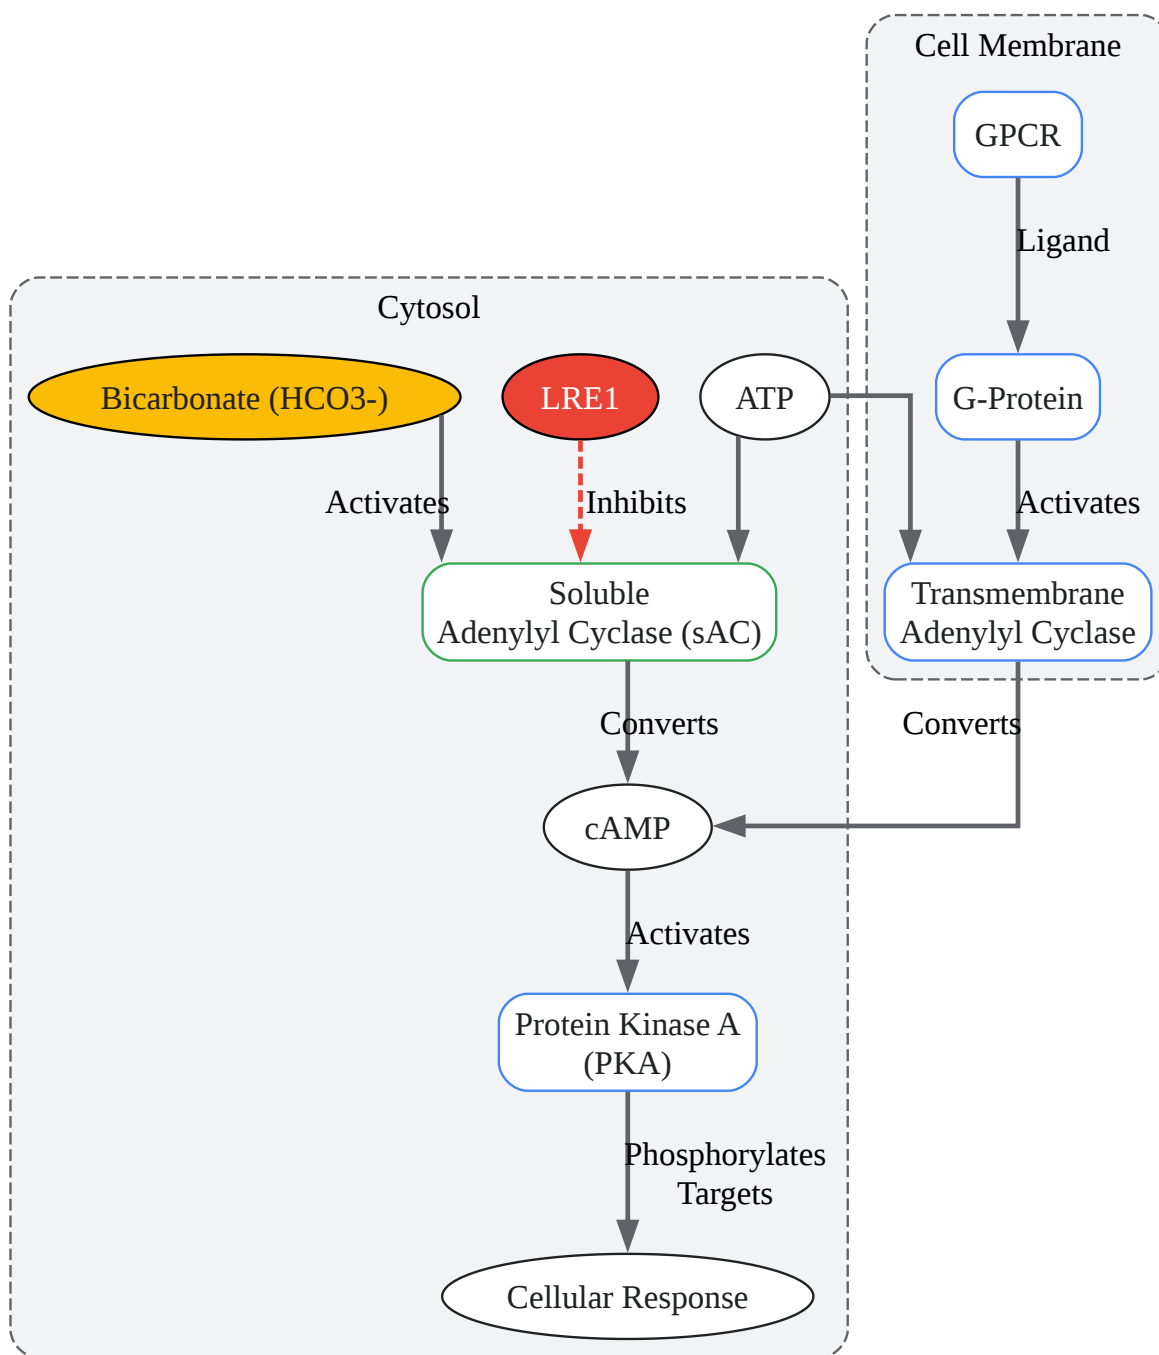 Cell Membrane
GPCR
Ligand
Cytosol
Bicarbonate (HCO3-)
LRE1
ATP
G-Protein
Activates
Inhibits
Activates
Soluble
Adenylyl Cyclase (sAC)
Transmembrane
Adenylyl Cyclase
Converts
Converts
cAMP
Activates
Protein Kinase A
(PKA)
Phosphorylates
Targets
Cellular Response